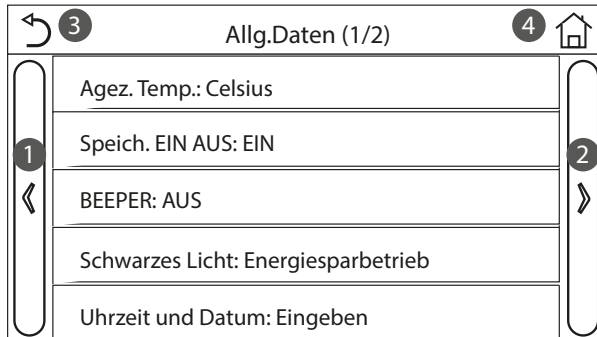 3 Allg.Daten (1/2) 4
Agez. Temp.: Celsius
Speich. EIN AUS: EIN
1
2
BEEPER: AUS
Schwarzes Licht: Energiesparbetrieb
Uhrzeit und Datum: Eingeben